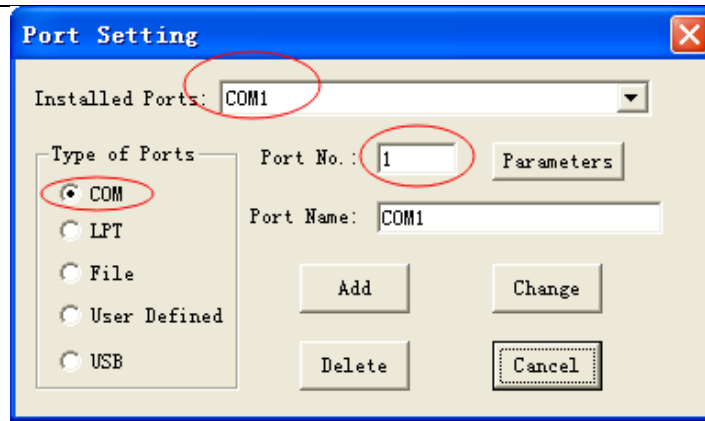 Port Setting
Installed Ports: COM1
Type of Ports
Port No.: 1
Parameters
COM
Port Name: COM1
LPT
File
Add
Change
User Defined
USB
Delete
Cancel